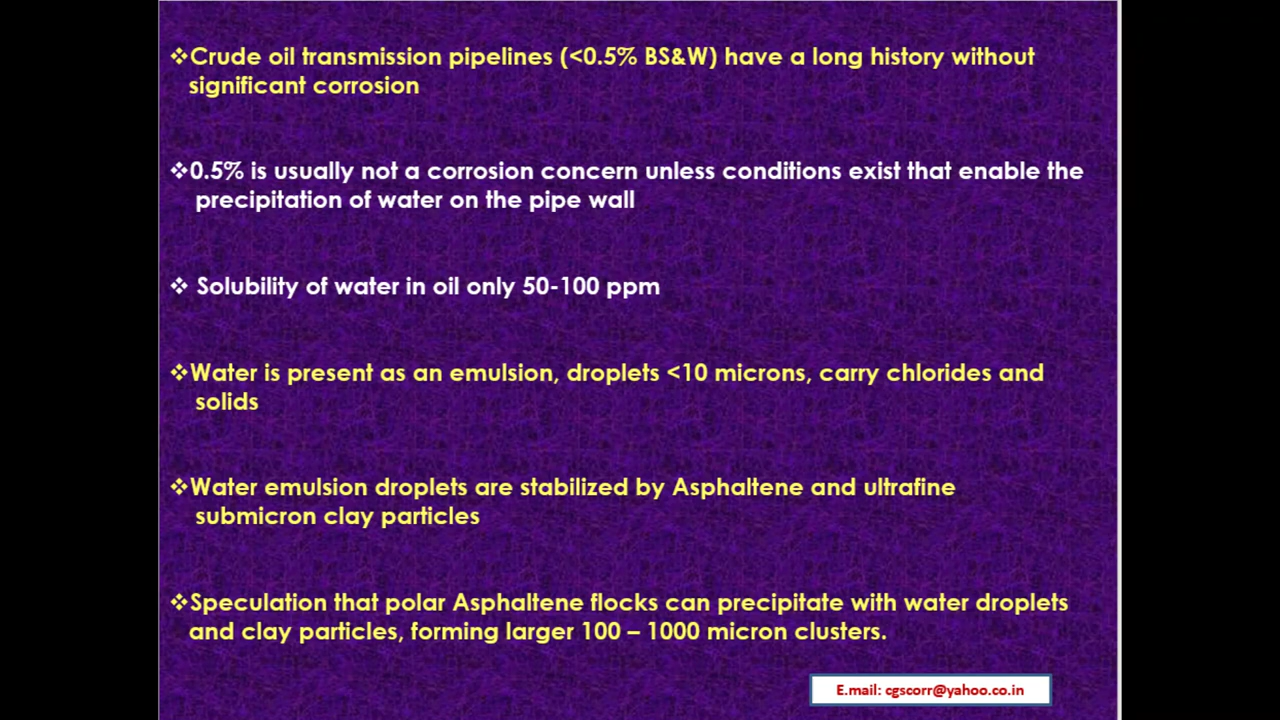 ❖Crude oil transmission pipelines (<0.5% BS&W) have a long history without
significant corrosion
❖0.5% is usually not a corrosion concern unless conditions exist that enable the
precipitation of water on the pipe wall
❖ Solubility of water in oil only 50-100 ppm
❖Water is present as an emulsion, droplets <10 microns, carry chlorides and
solids
❖Water emulsion droplets are stabilized by Asphaltene and ultrafine
submicron clay particles
❖Speculation that polar Asphaltene flocks can precipitate with water droplets
and clay particles, forming larger 100 – 1000 micron clusters.
E.mail: cgscorr@yahoo.co.in